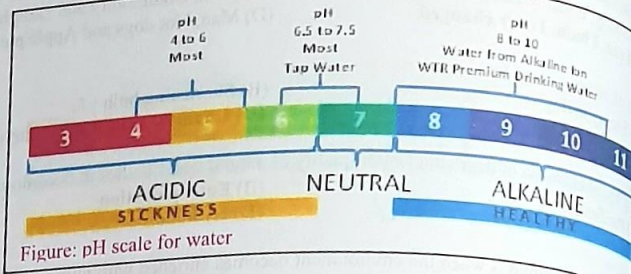 pH
4 to 6
Most
pH
6.5 to 7.5
Most
Tap Water
pH
8 to 10
Water from Alkaline Ion
WTR Premium Drinking Water
3 4 5 6 7 8 9 10 11
ACIDIC NEUTRAL ALKALINE
SICKNESS HEALTHY
Figure: pH scale for water